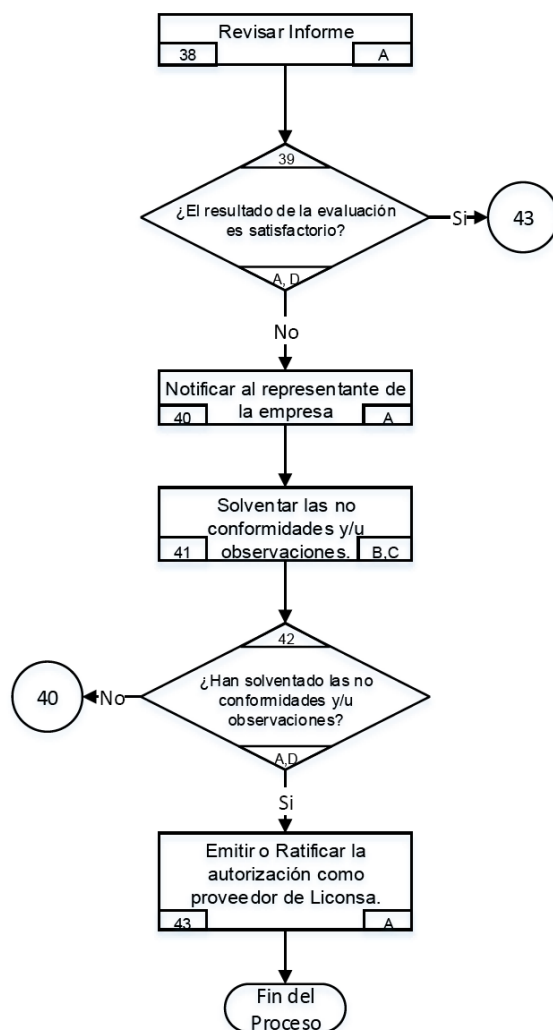 Revisar Informe
38
A
39
¿El resultado de la evaluación
es satisfactorio?
A, D
Si
43
No
Notificar al representante de
la empresa
40
A
Solventar las no
conformidades y/u
observaciones.
41
B,C
42
¿Han solventado las no
conformidades y/u
observaciones?
A,D
No
40
Si
Emitir o Ratificar la
autorización como
proveedor de Liconsa.
43
A
Fin del
Proceso